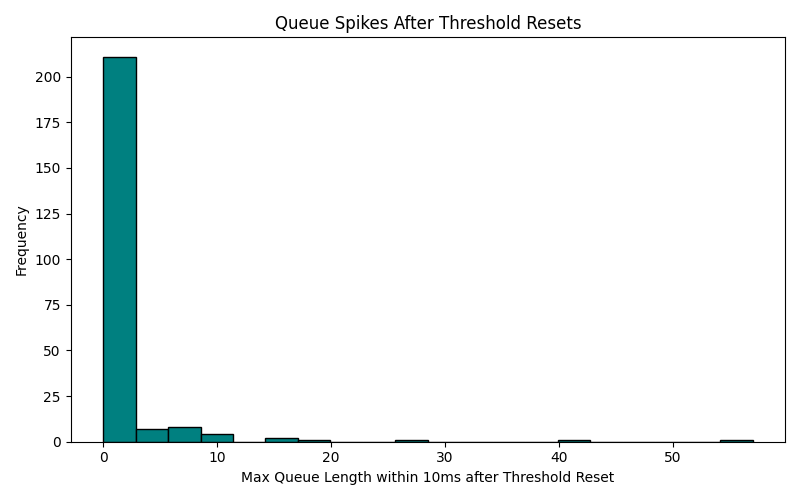 Queue Spikes After Threshold Resets
200
175
150
125
100
75
50
25
0
Frequency
0 10 20 30 40 50
Max Queue Length within 10ms after Threshold Reset